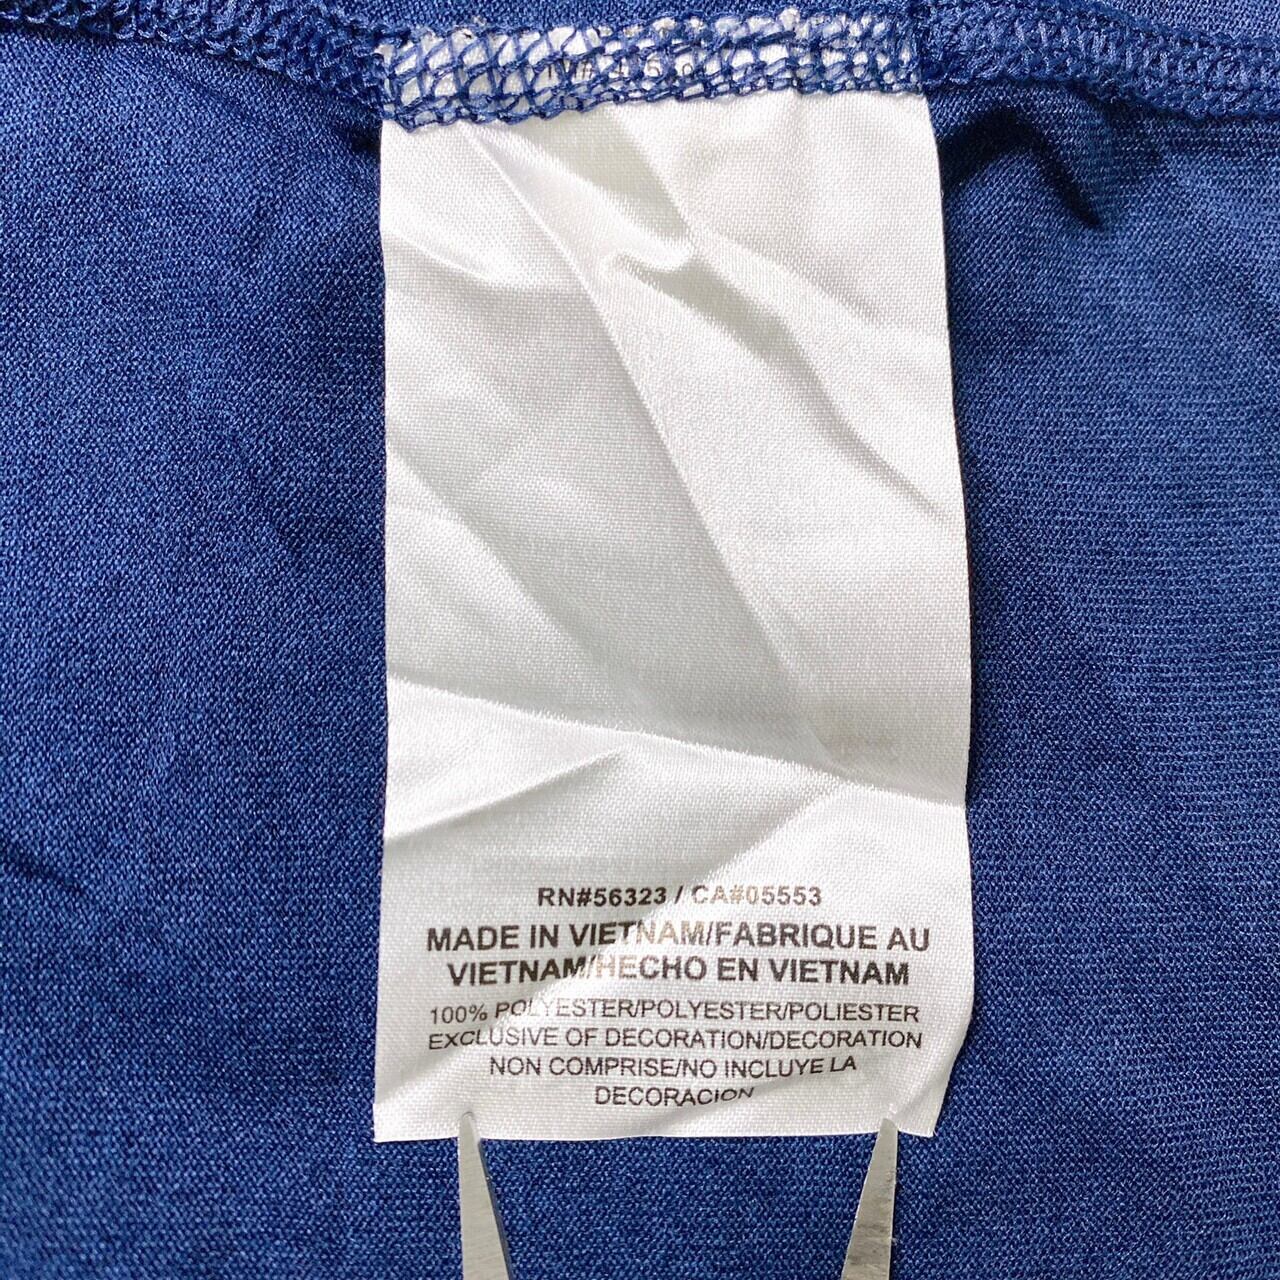 RN#56323 / CA#05553
MADE IN VIETNAM/FABRIQUE AU
VIETNAM/HECHO EN VIETNAM
100% POLYESTER/POLYESTER/POLIESTER
EXCLUSIVE OF DECORATION/DECORATION
NON COMPRISE/NO INCLUYE LA
DECORACION